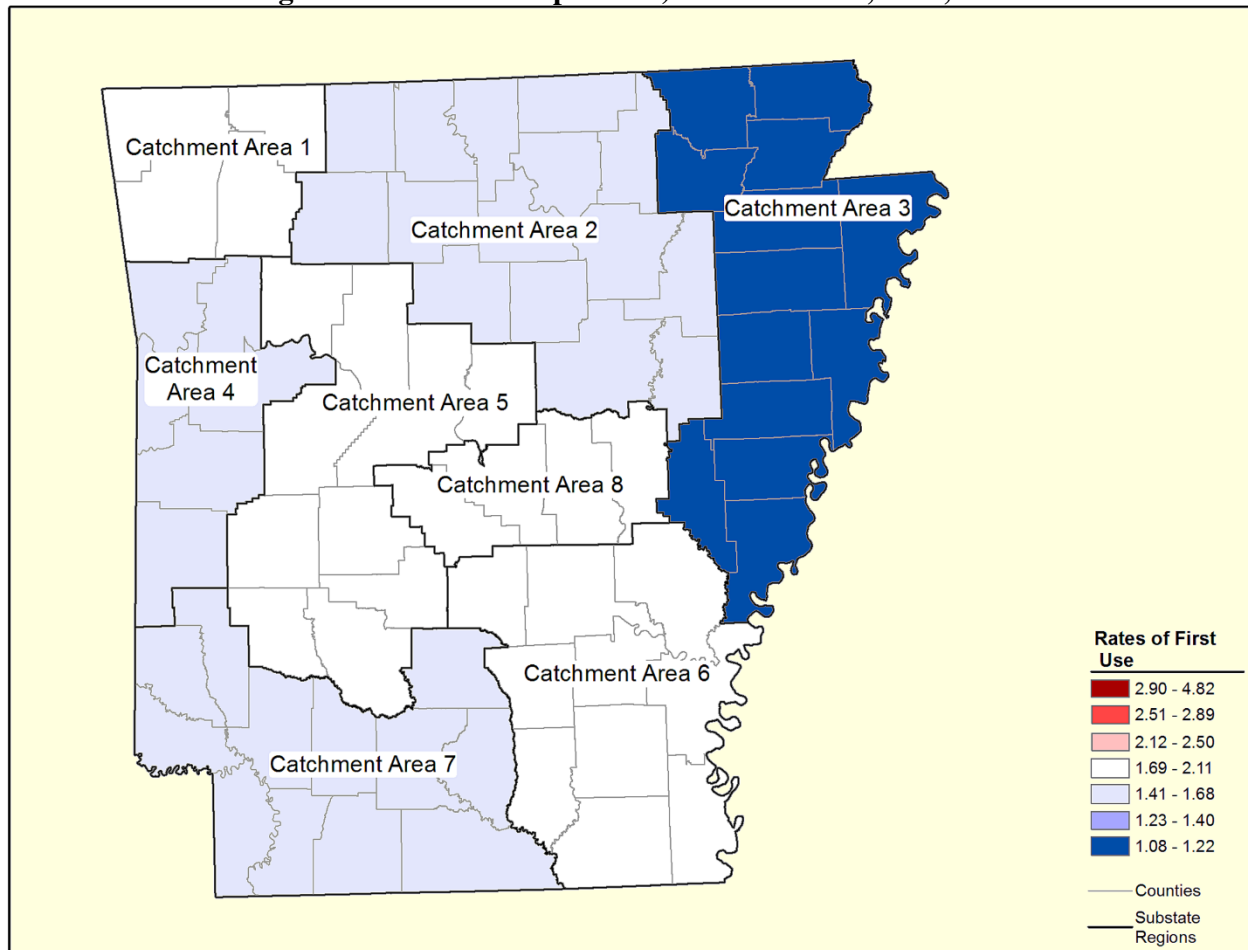 Catchment Area 1
Catchment Area 3
Catchment Area 2
Catchment
Area 4
Catchment Area 5
Catchment Area 8
Catchment Area 6
Catchment Area 7
Rates of First
Use
2.90 - 4.82
2.51 - 2.89
2.12 - 2.50
1.69 - 2.11
1.41 - 1.68
1.23 - 1.40
1.08 - 1.22
Counties
Substate
Regions